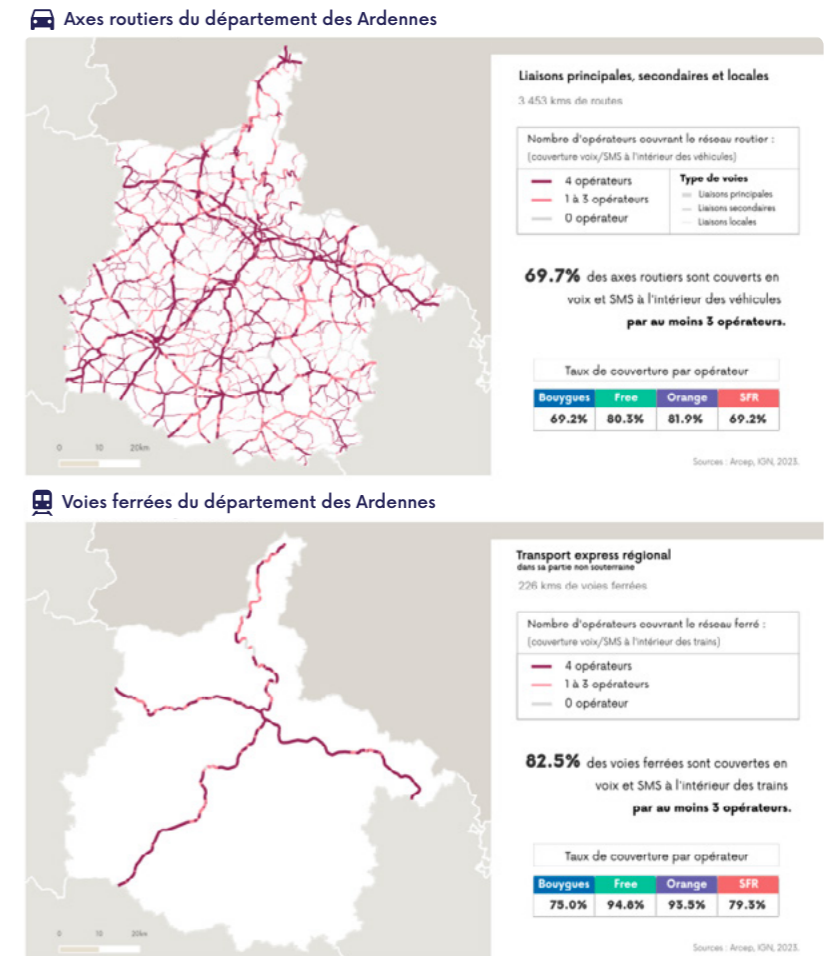 Axes routiers du département des Ardennes
Liaisons principales, secondaires et locales
3 453 kms de routes
Nombre d'opérateurs couvrant le réseau routier :
(couverture voix/SMS à l'intérieur des véhicules)
4 opérateurs
1 à 3 opérateurs
0 opérateur
Type de voies
Liaisons principales
Liaisons secondaires
Liaisons locales
69.7% des axes routiers sont couverts en
voix et SMS à l'intérieur des véhicules
par au moins 3 opérateurs.
Taux de couverture par opérateur
Bouygues Free Orange SFR
69.2% 80.3% 81.9% 69.2%
0 10 20km
Sources : Arcep, IGN, 2023.
Voies ferrées du département des Ardennes
Transport express régional
dans sa partie non souterraine
226 kms de voies ferrées
Nombre d'opérateurs couvrant le réseau ferré :
(couverture voix/SMS à l'intérieur des trains)
4 opérateurs
1 à 3 opérateurs
0 opérateur
82.5% des voies ferrées sont couvertes en
voix et SMS à l'intérieur des trains
par au moins 3 opérateurs.
Taux de couverture par opérateur
Bouygues Free Orange SFR
75.0% 94.8% 93.5% 79.3%
0 10 20km
Sources : Arcep, IGN, 2023.